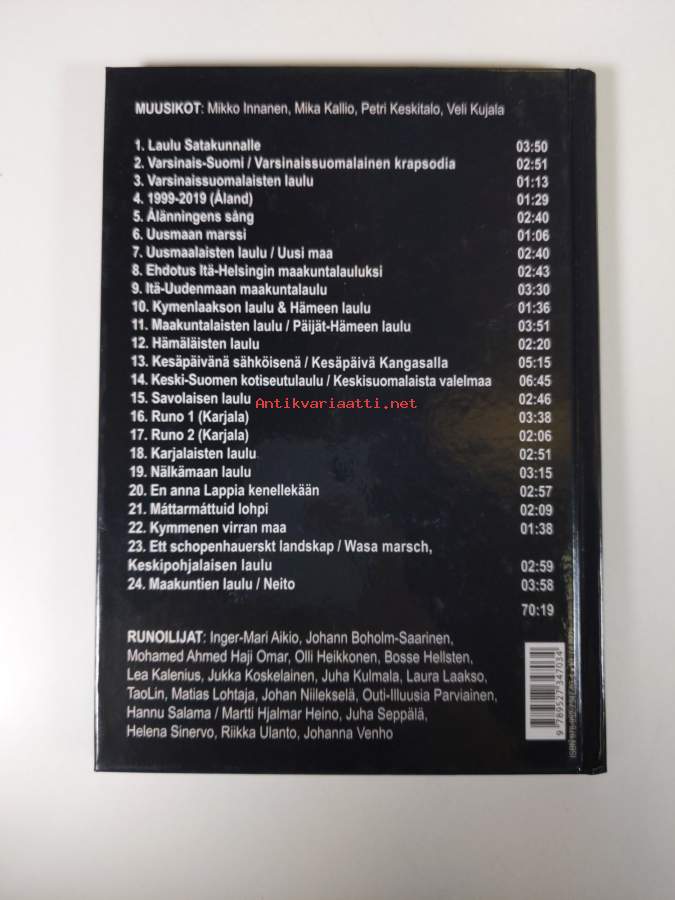 MUUSIKOT: Mikko Innanen, Mika Kallio, Petri Keskitalo, Veli Kujala
1. Laulu Satakunnalle 03:50
2. Varsinais-Suomi / Varsinaissuomalainen krapsodia 02:51
3. Varsinaissuomalaisten laulu 01:13
4. 1999-2019 (Åland) 01:29
5. Ålänningens sång 02:40
6. Uusmaan marssi 01:06
7. Uusmaalaisten laulu / Uusi maa 02:40
8. Ehdotus Itä-Helsingin maakuntalauluksi 02:43
9. Itä-Uudenmaan maakuntalaulu 03:30
10. Kymenlaakson laulu & Hämeen laulu 01:36
11. Maakuntalaisten laulu / Päijät-Hämeen laulu 03:51
12. Hämäläisten laulu 02:20
13. Kesäpäivänä sähköisenä / Kesäpäivä Kangasalla 05:15
14. Keski-Suomen kotiseutulaulu / Keskisuomalaista valelmaa 06:45
15. Savolaisen laulu 02:46
Antikvariaatti.net
16. Runo 1 (Karjala) 03:38
17. Runo 2 (Karjala) 02:06
18. Karjalaisten laulu 02:51
19. Nälkämaan laulu 03:15
20. En anna Lappia kenellekään 02:57
21. Máttarmáttuid lohpi 02:09
22. Kymmenen virran maa 01:38
23. Ett schopenhauerskt landskap / Wasa marsch,
Keskipohjalaisen laulu 02:59
24. Maakuntien laulu / Neito 03:58
70:19
RUNOILIJAT: Inger-Mari Aikio, Johann Boholm-Saarinen,
Mohamed Ahmed Haji Omar, Olli Heikkonen, Bosse Hellsten,
Lea Kalenius, Jukka Koskelainen, Juha Kulmala, Laura Laakso,
TaoLin, Matias Lohtaja, Johan Niilekselä, Outi-Illuusia Parviainen,
Hannu Salama / Martti Hjalmar Heino, Juha Seppälä,
Helena Sinervo, Riikka Ulanto, Johanna Venho
9 789527 347034